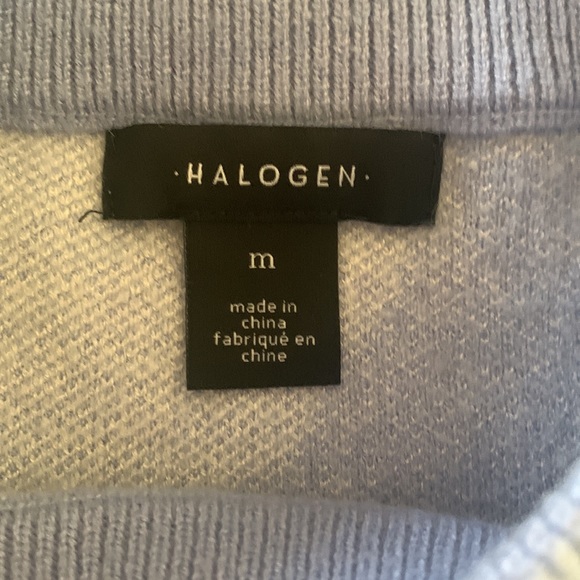 ·HALOGEN·
m
made in
china
fabriqué en
chine